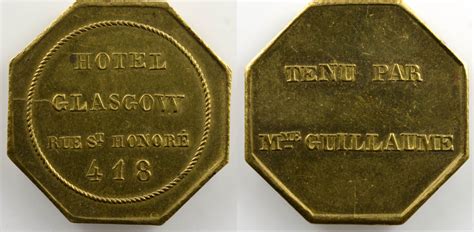 HOTEL
GLASGOW
RUE ST HONORÉ
418
TENU PAR
MME GUILLAUME